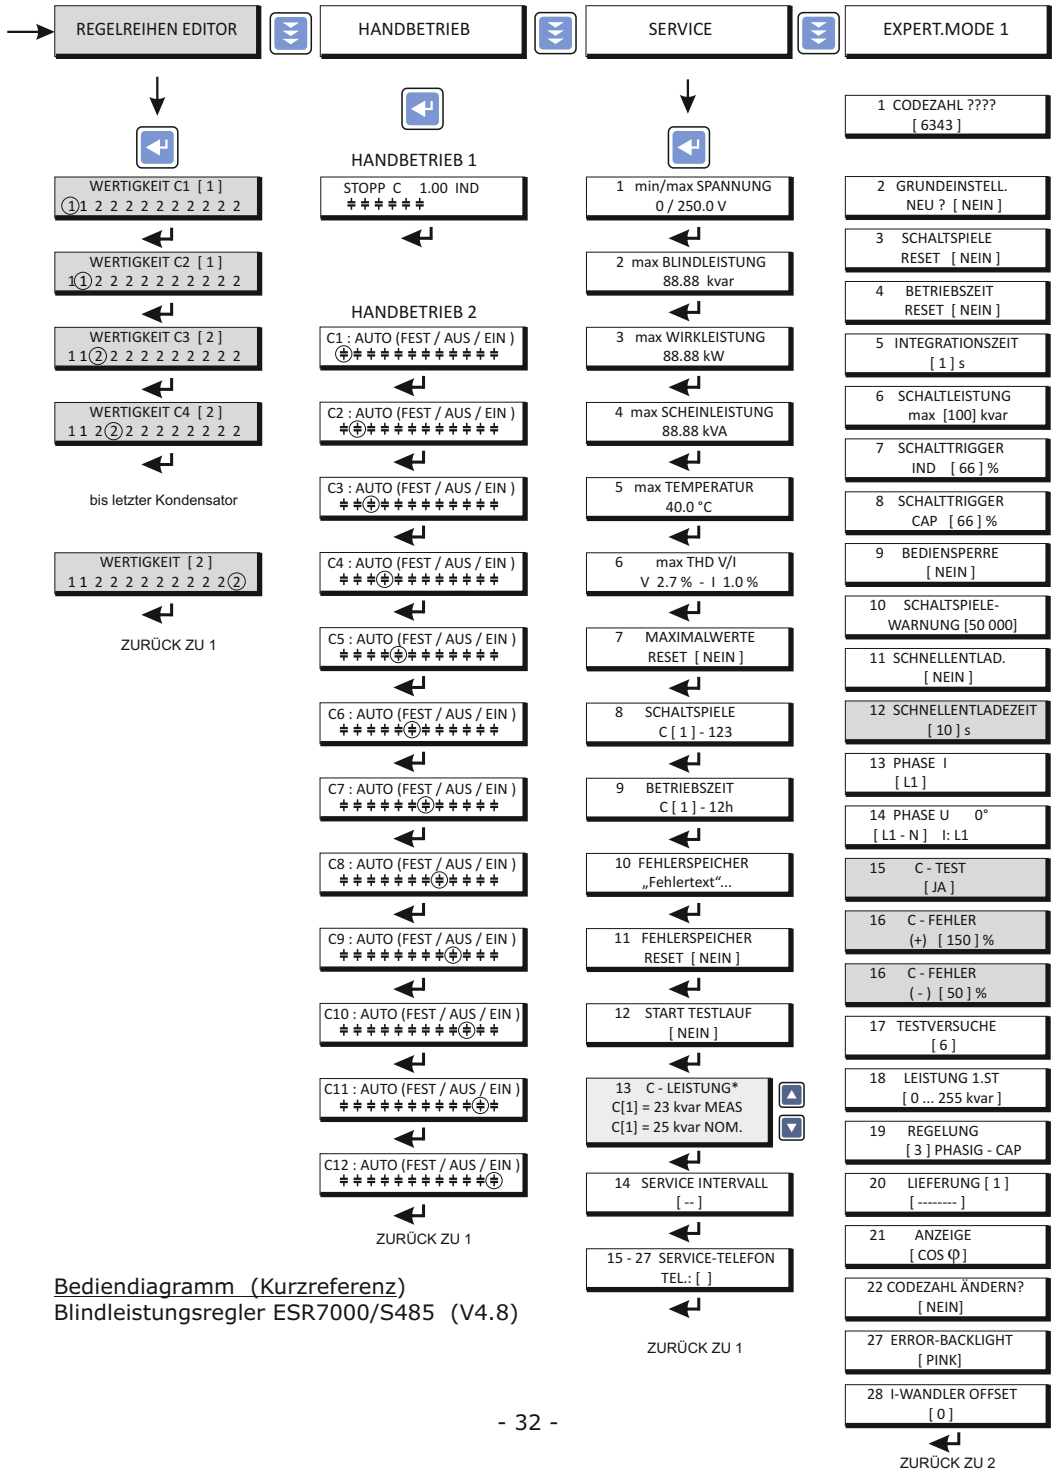 REGELREIHEN EDITOR
WERTIGKEIT C1 [ 1 ]
1 1 2 2 2 2 2 2 2 2 2 2
WERTIGKEIT C2 [ 1 ]
1 1 2 2 2 2 2 2 2 2 2 2
WERTIGKEIT C3 [ 2 ]
1 1 2 2 2 2 2 2 2 2 2 2
WERTIGKEIT C4 [ 2 ]
1 1 2 2 2 2 2 2 2 2 2 2
bis letzter Kondensator
WERTIGKEIT [ 2 ]
1 1 2 2 2 2 2 2 2 2 2 2
ZURÜCK ZU 1
HANDBETRIEB
HANDBETRIEB 1
STOPP C 1.00 IND
HANDBETRIEB 2
C1 : AUTO (FEST / AUS / EIN )
C2 : AUTO (FEST / AUS / EIN )
C3 : AUTO (FEST / AUS / EIN )
C4 : AUTO (FEST / AUS / EIN )
C5 : AUTO (FEST / AUS / EIN )
C6 : AUTO (FEST / AUS / EIN )
C7 : AUTO (FEST / AUS / EIN )
C8 : AUTO (FEST / AUS / EIN )
C9 : AUTO (FEST / AUS / EIN )
C10 : AUTO (FEST / AUS / EIN )
C11 : AUTO (FEST / AUS / EIN )
C12 : AUTO (FEST / AUS / EIN )
ZURÜCK ZU 1
SERVICE
1 min/max SPANNUNG
0 / 250.0 V
2 max BLINDLEISTUNG
88.88 kvar
3 max WIRKLEISTUNG
88.88 kW
4 max SCHEINLEISTUNG
88.88 kVA
5 max TEMPERATUR
40.0 °C
6 max THD V/I
V 2.7 % - I 1.0 %
7 MAXIMALWERTE
RESET [ NEIN ]
8 SCHALTSPIELE
C [ 1 ] - 123
9 BETRIEBSZEIT
C [ 1 ] - 12h
10 FEHLERSPEICHER
„Fehlertext“...
11 FEHLERSPEICHER
RESET [ NEIN ]
12 START TESTLAUF
[ NEIN ]
13 C - LEISTUNG*
C[1] = 23 kvar MEAS
C[1] = 25 kvar NOM.
14 SERVICE INTERVALL
[ -- ]
15 - 27 SERVICE-TELEFON
TEL.: [ ]
ZURÜCK ZU 1
EXPERT.MODE 1
1 CODEZAHL ????
[ 6343 ]
2 GRUNDEINSTELL.
NEU ? [ NEIN ]
3 SCHALTSPIELE
RESET [ NEIN ]
4 BETRIEBSZEIT
RESET [ NEIN ]
5 INTEGRATIONSZEIT
[ 1 ] s
6 SCHALTLEISTUNG
max [100] kvar
7 SCHALTTRIGGER
IND [ 66 ] %
8 SCHALTTRIGGER
CAP [ 66 ] %
9 BEDIENSPERRE
[ NEIN ]
10 SCHALTSPIELE-
WARNUNG [50 000]
11 SCHNELLENTLAD.
[ NEIN ]
12 SCHNELLENTLADEZEIT
[ 10 ] s
13 PHASE I
[ L1 ]
14 PHASE U 0°
[ L1 - N ] I: L1
15 C - TEST
[ JA ]
16 C - FEHLER
(+) [ 150 ] %
16 C - FEHLER
( - ) [ 50 ] %
17 TESTVERSUCHE
[ 6 ]
18 LEISTUNG 1.ST
[ 0 ... 255 kvar ]
19 REGELUNG
[ 3 ] PHASIG - CAP
20 LIEFERUNG [ 1 ]
[ -------- ]
21 ANZEIGE
[ COS φ ]
22 CODEZAHL ÄNDERN?
[ NEIN]
27 ERROR-BACKLIGHT
[ PINK]
28 I-WANDLER OFFSET
[ 0 ]
ZURÜCK ZU 2
Bediendiagramm (Kurzreferenz)
Blindleistungsregler ESR7000/S485 (V4.8)
- 32 -